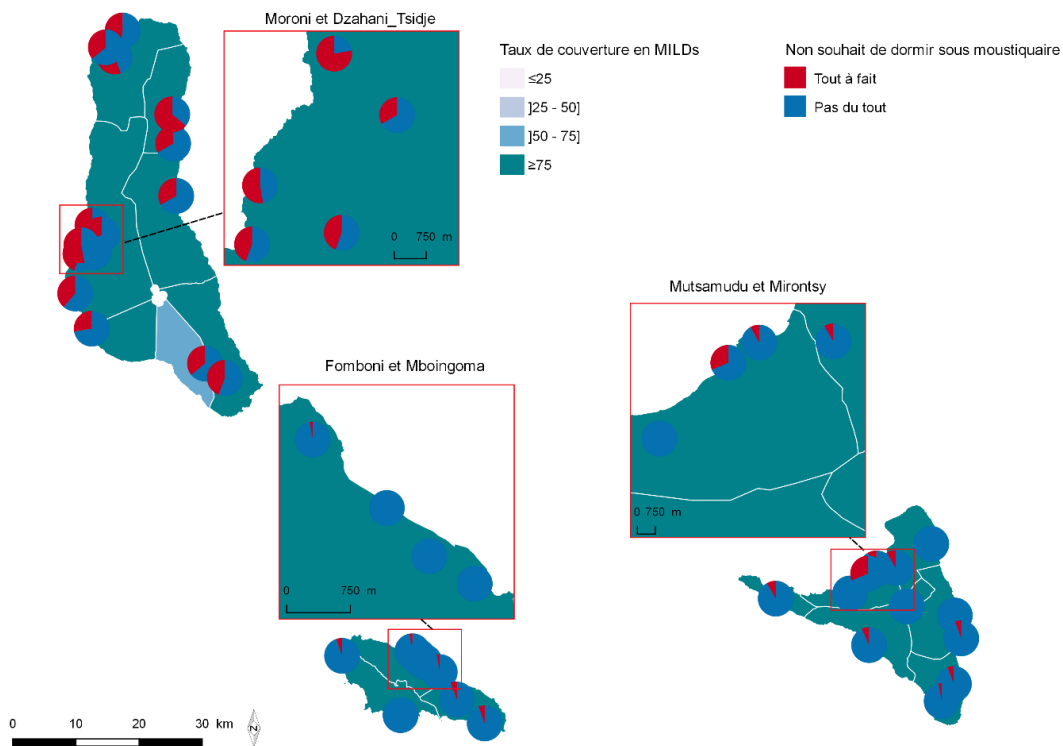 Moroni et Dzahani_Tsidje
0 750 m
Taux de couverture en MILDs
≤25
]25 - 50]
]50 - 75]
≥75
Non souhait de dormir sous moustiquaire
Tout à fait
Pas du tout
Mutsamudu et Mirontsy
0 750 m
Fomboni et Mboingoma
0 750 m
0 10 20 30 km
N